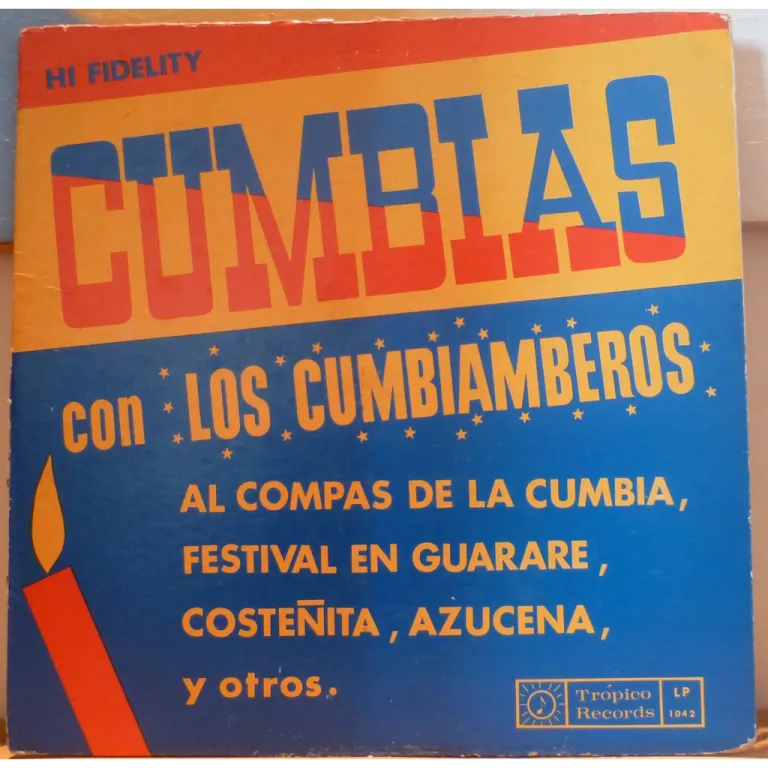 HI FIDELITY
CUMBIAS
con LOS CUMBIAMBEROS
AL COMPAS DE LA CUMBIA,
FESTIVAL EN GUARARE,
COSTEÑITA, AZUCENA,
y otros.
Trópico
Records
LP
1042